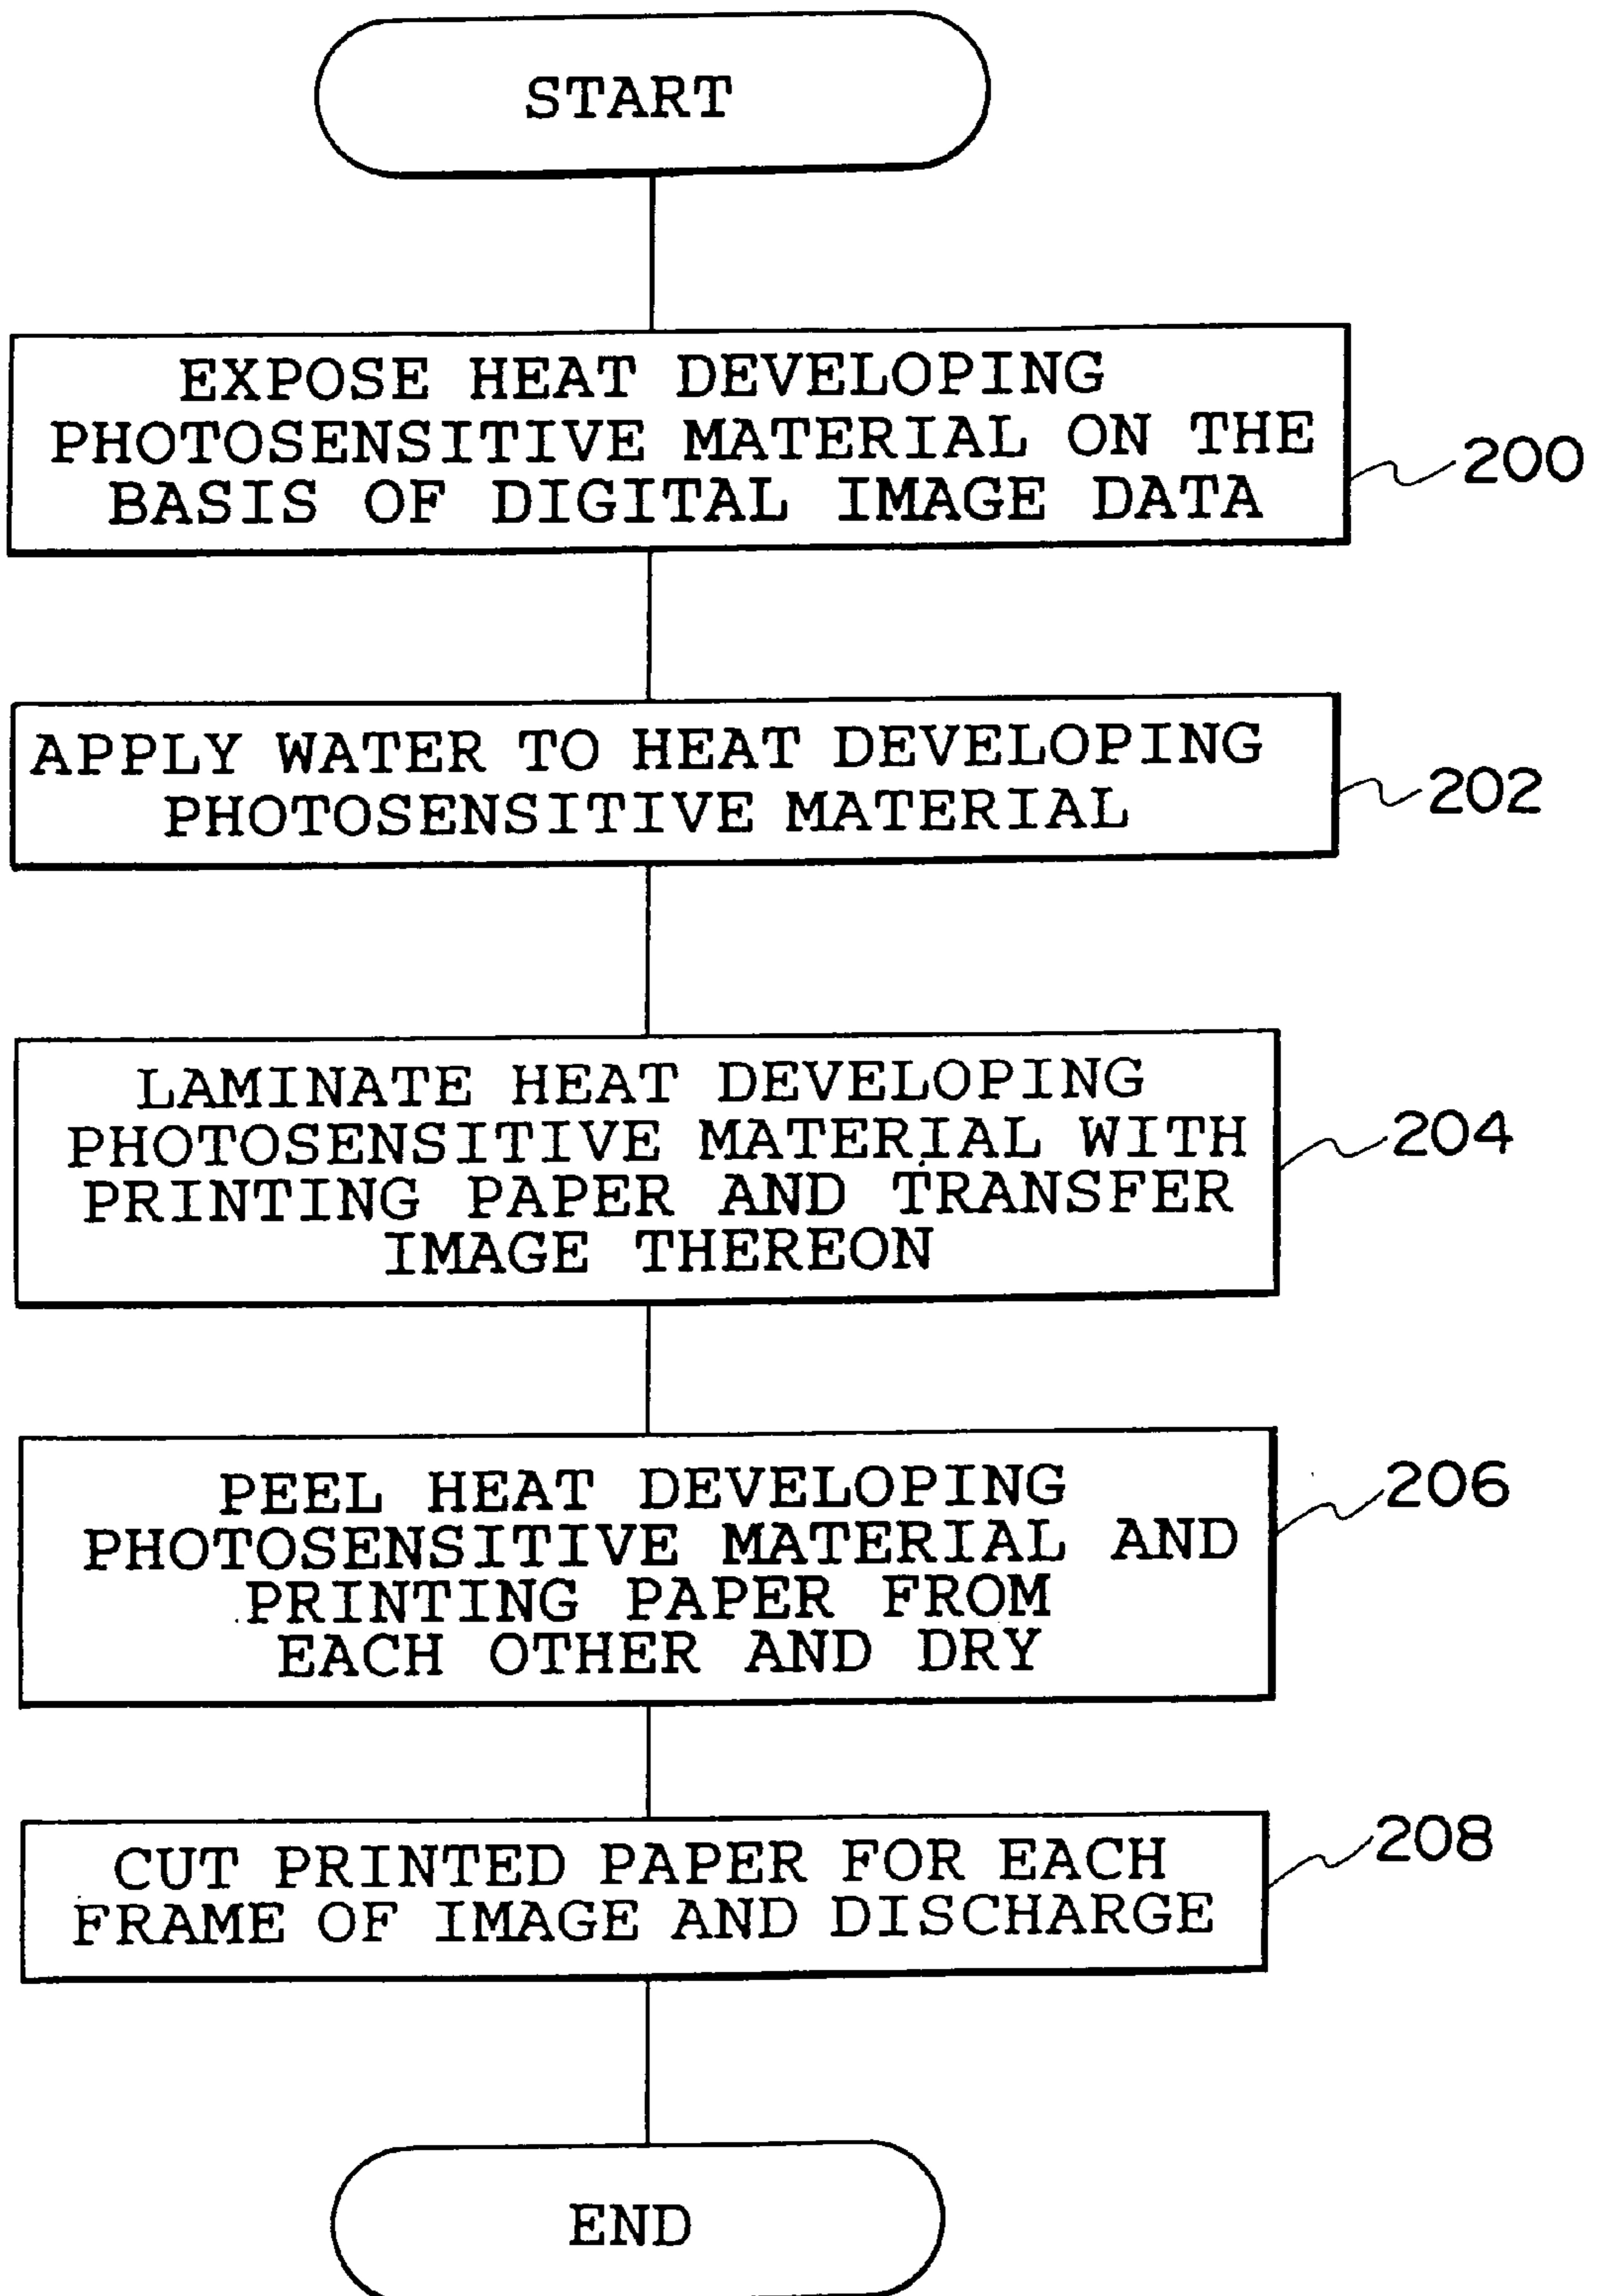 START
EXPOSE HEAT DEVELOPING
PHOTOSENSITIVE MATERIAL ON THE
BASIS OF DIGITAL IMAGE DATA
200
APPLY WATER TO HEAT DEVELOPING
PHOTOSENSITIVE MATERIAL
202
LAMINATE HEAT DEVELOPING
PHOTOSENSITIVE MATERIAL WITH
PRINTING PAPER AND TRANSFER
IMAGE THEREON
204
PEEL HEAT DEVELOPING
PHOTOSENSITIVE MATERIAL AND
PRINTING PAPER FROM
EACH OTHER AND DRY
206
CUT PRINTED PAPER FOR EACH
FRAME OF IMAGE AND DISCHARGE
208
END